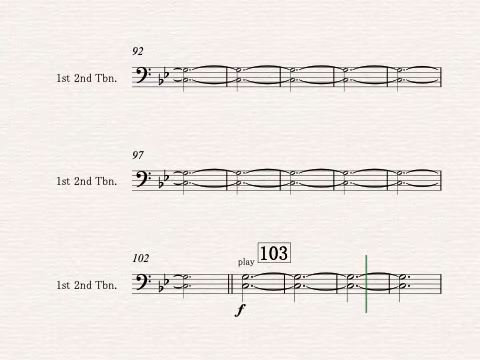 92
1st 2nd Tbn.
97
1st 2nd Tbn.
102
play 103
1st 2nd Tbn.
f